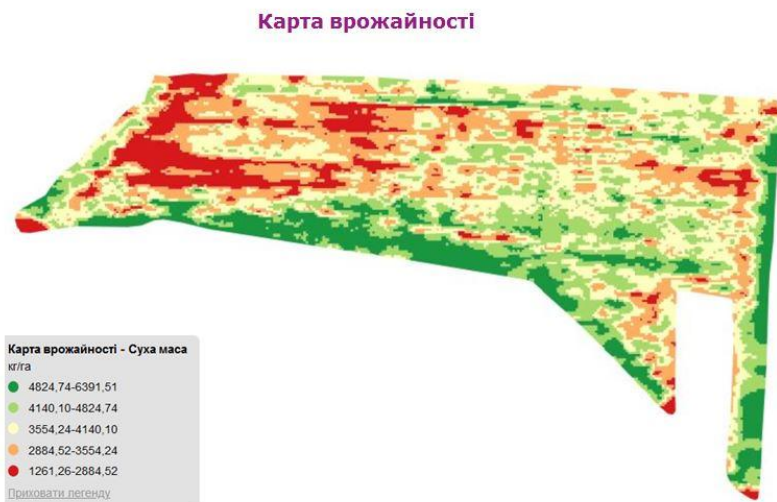 Карта врожайності
Карта врожайності - Суха маса
кг/га
4824,74-6391,51
4140,10-4824,74
3554,24-4140,10
2884,52-3554,24
1261,26-2884,52
Приховати легенду